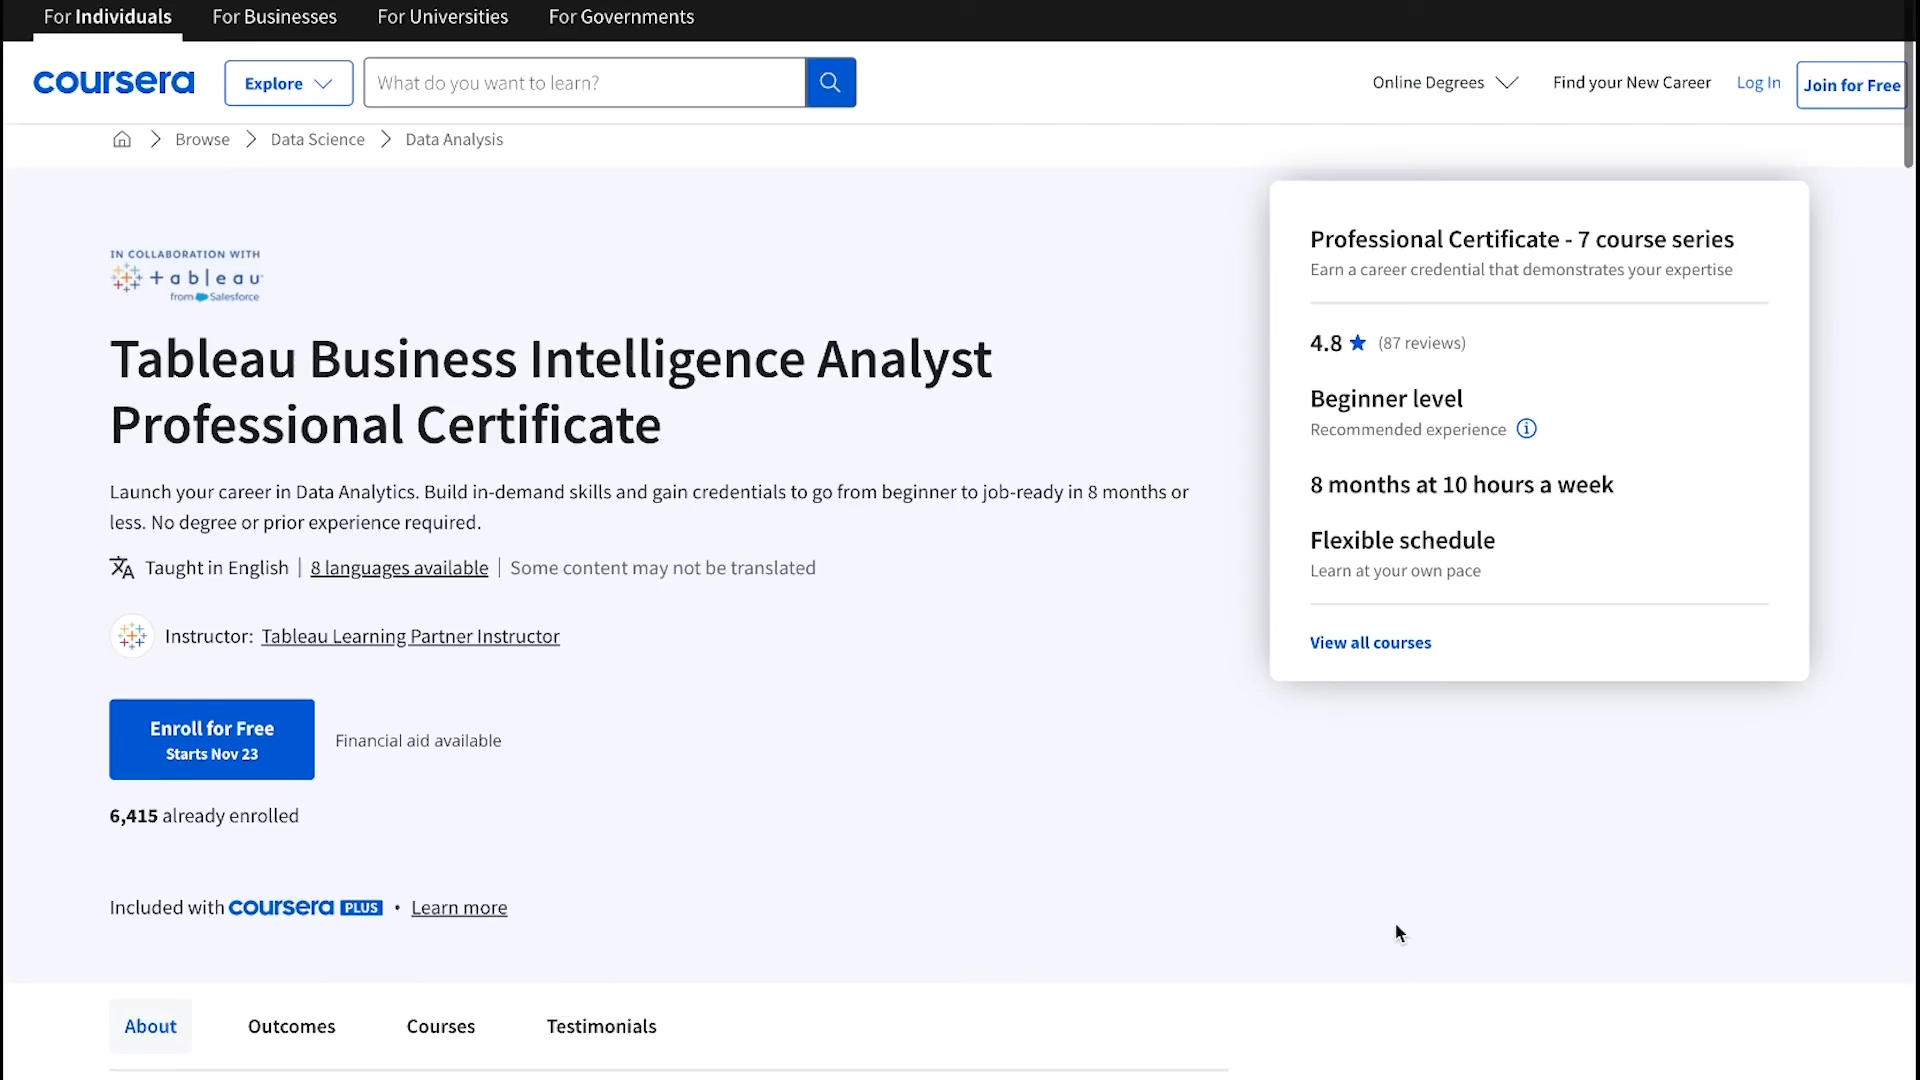 For Individuals For Businesses For Universities For Governments
coursera Explore What do you want to learn? Online Degrees Find your New Career Log In Join for Free
Browse Data Science Data Analysis
IN COLLABORATION WITH
+ a b | e a u
from Salesforce
Tableau Business Intelligence Analyst
Professional Certificate
Launch your career in Data Analytics. Build in-demand skills and gain credentials to go from beginner to job-ready in 8 months or
less. No degree or prior experience required.
Taught in English | 8 languages available | Some content may not be translated
Instructor: Tableau Learning Partner Instructor
Enroll for Free
Starts Nov 23
Financial aid available
6,415 already enrolled
Included with coursera PLUS • Learn more
Professional Certificate - 7 course series
Earn a career credential that demonstrates your expertise
4.8 (87 reviews)
Beginner level
Recommended experience
8 months at 10 hours a week
Flexible schedule
Learn at your own pace
View all courses
About Outcomes Courses Testimonials